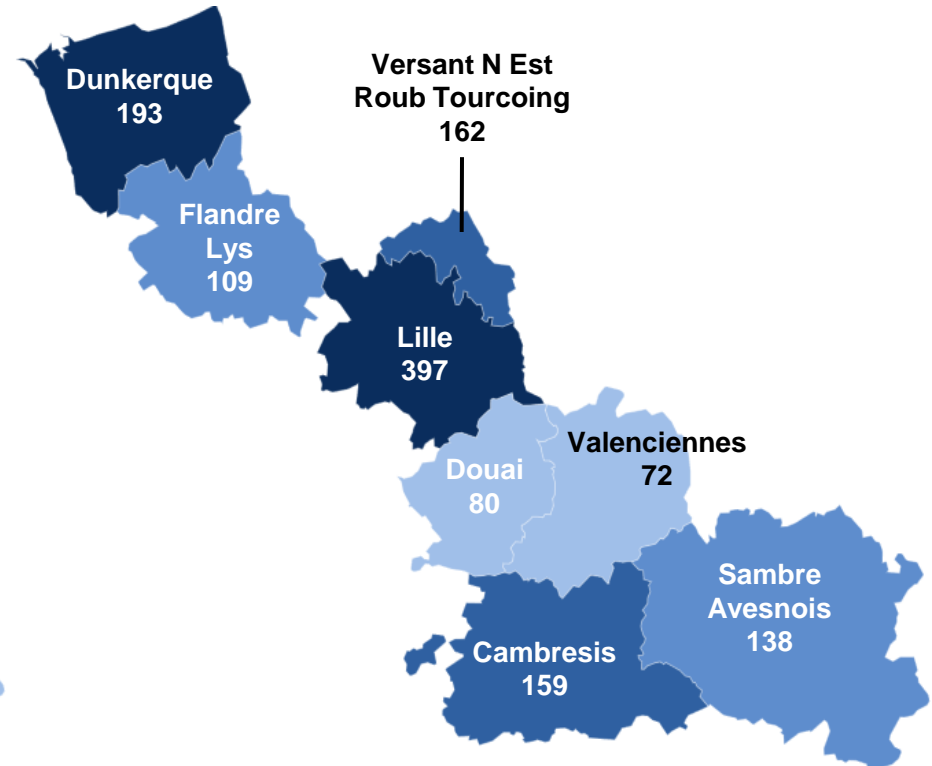 Dunkerque
193
Versant N Est
Roub Tourcoing
162
Flandre
Lys
109
Lille
397
Valenciennes
72
Douai
80
Sambre
Avesnois
138
Cambresis
159